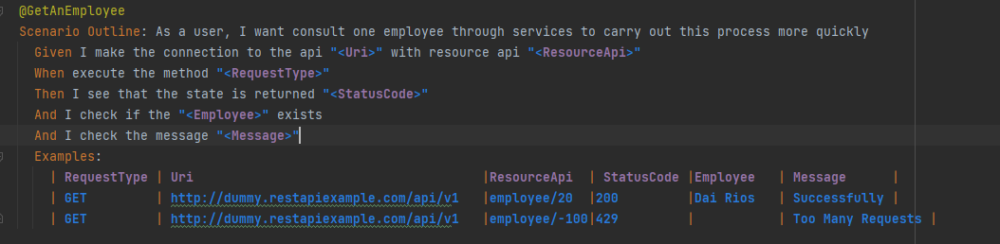 @GetAnEmployee
Scenario Outline: As a user, I want consult one employee through services to carry out this process more quickly
Given I make the connection to the api "<Uri>" with resource api "<ResourceApi>"
When execute the method "<RequestType>"
Then I see that the state is returned "<StatusCode>"
And I check if the "<Employee>" exists
And I check the message "<Message>"
Examples:
| RequestType | Uri |ResourceApi | StatusCode |Employee | Message |
| GET | http://dummy.restapiexample.com/api/v1 |employee/20 |200 |Dai Rios | Successfully |
| GET | http://dummy.restapiexample.com/api/v1 |employee/-100|429 | | Too Many Requests |